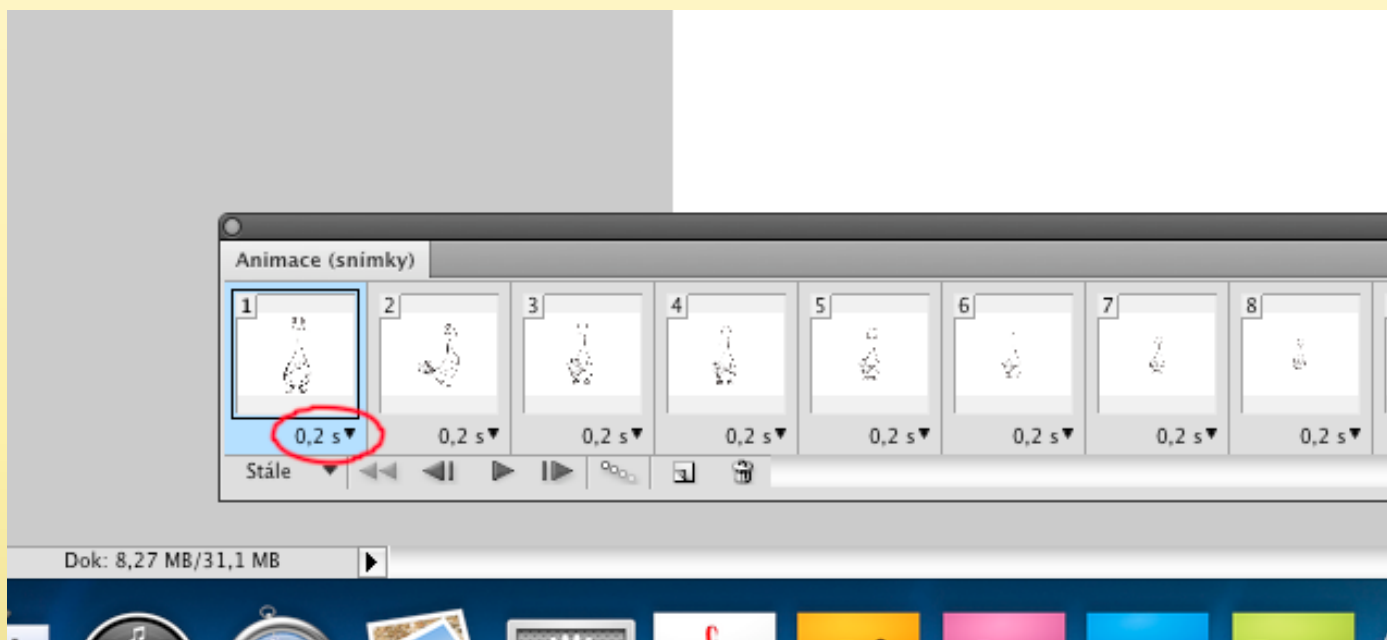 Animace (snímky)
1 2 3 4 5 6 7 8
0,2 s 0,2 s 0,2 s 0,2 s 0,2 s 0,2 s 0,2 s 0,2 s
Stále
Dok: 8,27 MB/31,1 MB